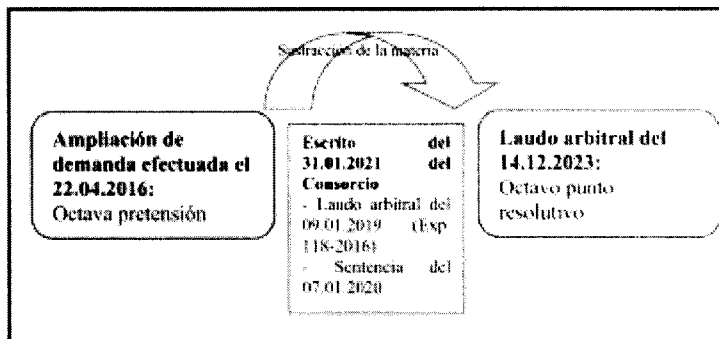 Sustracción de la materia
Ampliación de
demanda efectuada el
22.04.2016:
Octava pretensión
Escrito del
31.01.2021 del
Consorcio
- Laudo arbitral del
09.01.2019 (Exp
118-2016)
- Sentencia del
07.01.2020
Laudo arbitral del
14.12.2023:
Octavo punto
resolutivo